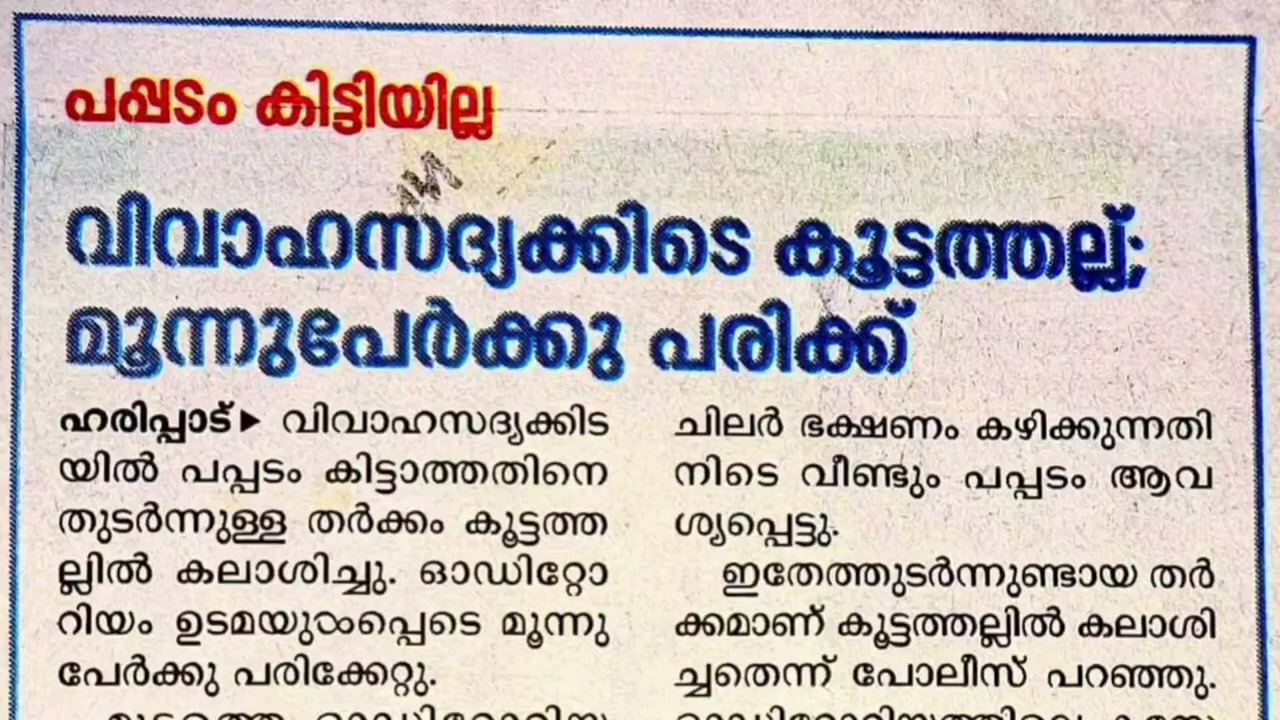 പപ്പടം കിട്ടിയില്ല
വിവാഹസദ്യക്കിടെ കൂട്ടത്തല്ല്;
മൂന്നുപേർക്കു പരിക്ക്
ഹരിപ്പാട്▶ വിവാഹസദ്യക്കിട
യിൽ പപ്പടം കിട്ടാത്തതിനെ
തുടർന്നുള്ള തർക്കം കൂട്ടത്ത
ല്ലിൽ കലാശിച്ചു. ഓഡിറ്റോ
റിയം ഉടമയുൾപ്പെടെ മൂന്നു
പേർക്കു പരിക്കേറ്റു.
ചിലർ ഭക്ഷണം കഴിക്കുന്നതി
നിടെ വീണ്ടും പപ്പടം ആവ
ശ്യപ്പെട്ടു.
ഇതേത്തുടർന്നുണ്ടായ തർ
ക്കമാണ് കൂട്ടത്തല്ലിൽ കലാശി
ച്ചതെന്ന് പോലീസ് പറഞ്ഞു.